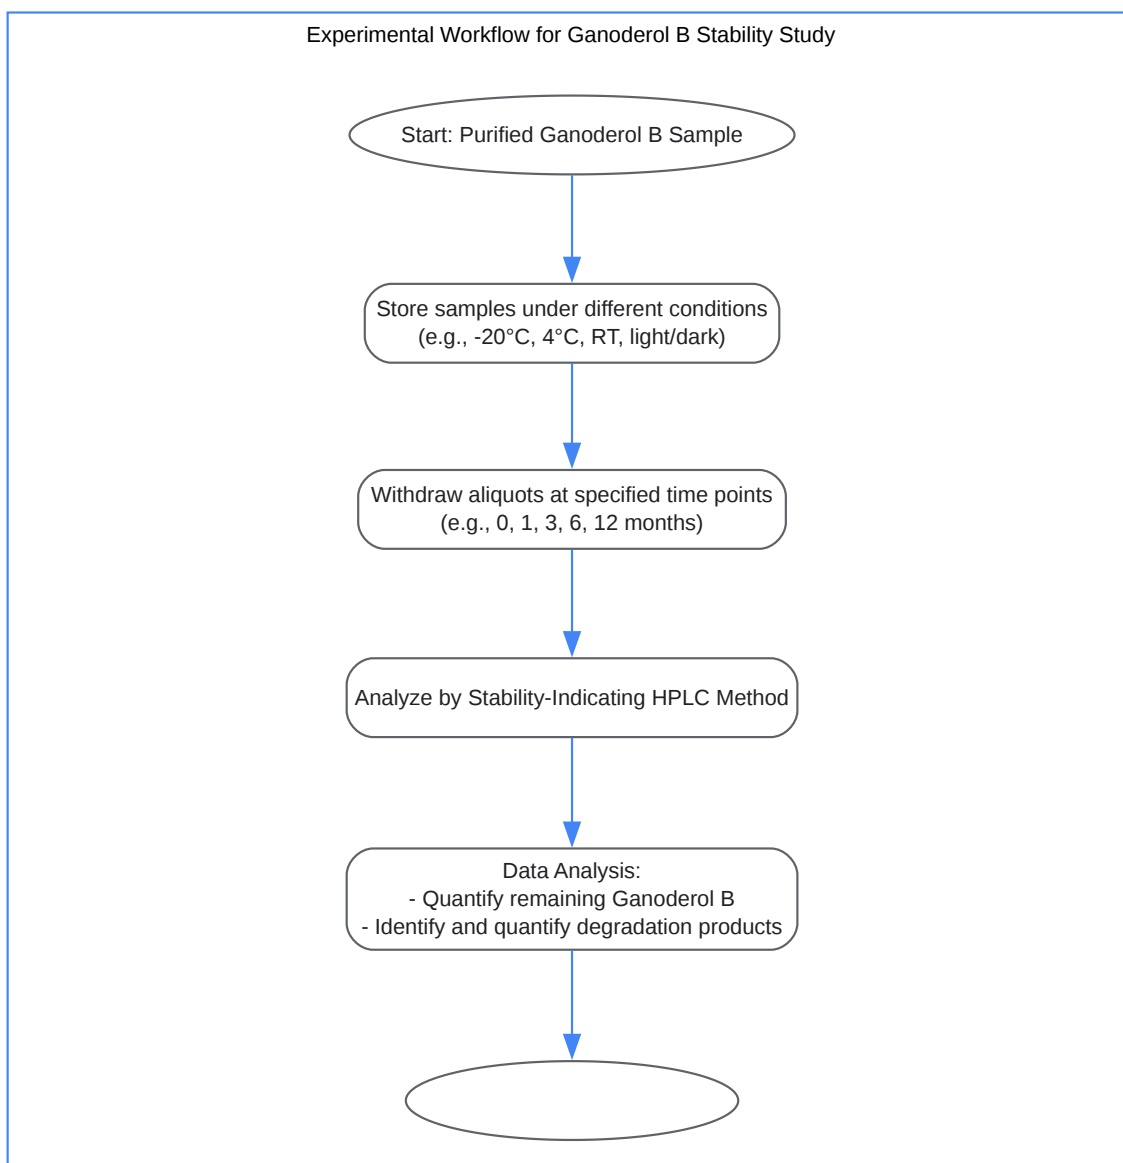 Experimental Workflow for Ganoderol B Stability Study
Start: Purified Ganoderol B Sample
Store samples under different conditions
(e.g., -20°C, 4°C, RT, light/dark)
Withdraw aliquots at specified time points
(e.g., 0, 1, 3, 6, 12 months)
Analyze by Stability-Indicating HPLC Method
Data Analysis:
- Quantify remaining Ganoderol B
- Identify and quantify degradation products